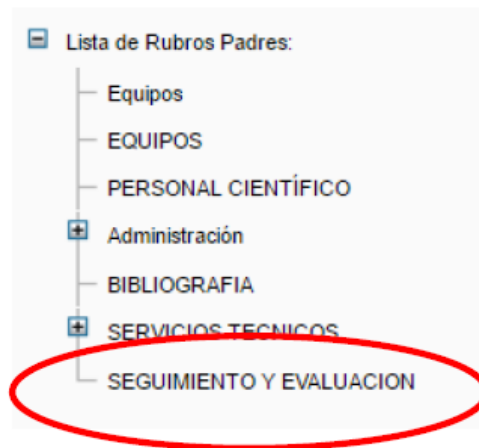 Lista de Rubros Padres:
Equipos
EQUIPOS
PERSONAL CIENTÍFICO
Administración
BIBLIOGRAFIA
SERVICIOS TECNICOS
SEGUIMIENTO Y EVALUACION